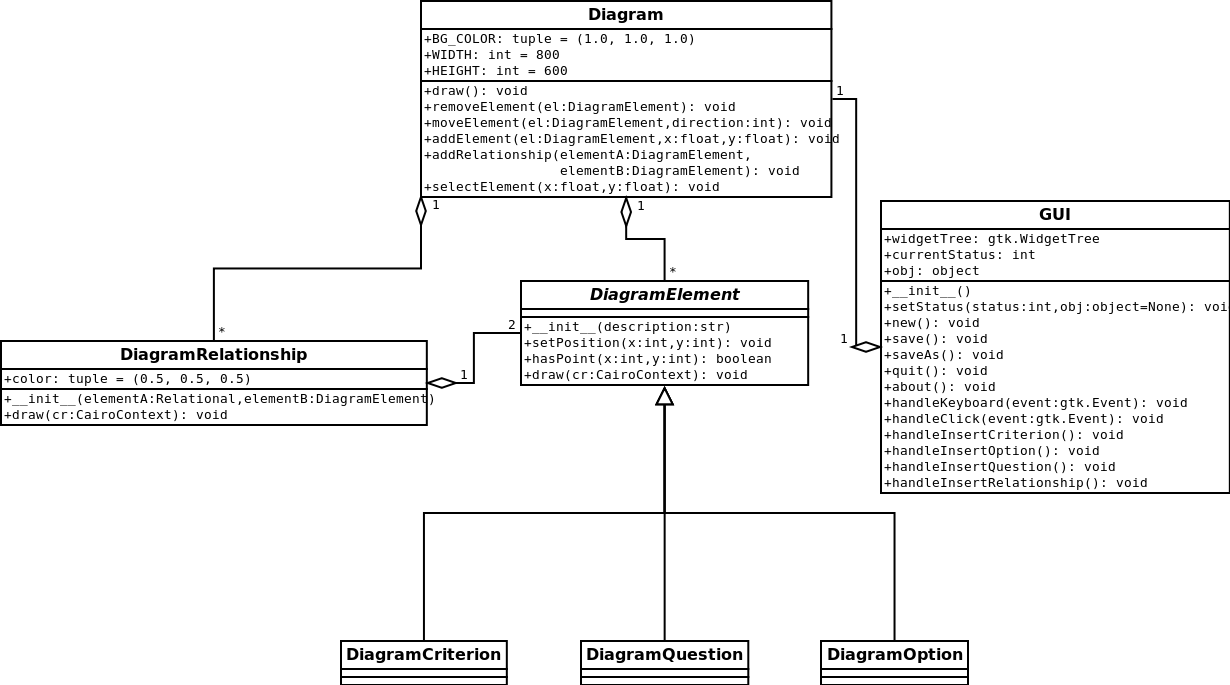 Diagram
+BG_COLOR: tuple = (1.0, 1.0, 1.0)
+WIDTH: int = 800
+HEIGHT: int = 600
+draw(): void
+removeElement(el:DiagramElement): void
+moveElement(el:DiagramElement,direction:int): void
+addElement(el:DiagramElement,x:float,y:float): void
+addRelationship(elementA:DiagramElement,
elementB:DiagramElement): void
+selectElement(x:float,y:float): void
1
1
1
GUI
+widgetTree: gtk.WidgetTree
+currentStatus: int
+obj: object
+__init__()
+setStatus(status:int,obj:object=None): void
+new(): void
+save(): void
+saveAs(): void
+quit(): void
+about(): void
+handleKeyboard(event:gtk.Event): void
+handleClick(event:gtk.Event): void
+handleInsertCriterion(): void
+handleInsertOption(): void
+handleInsertQuestion(): void
+handleInsertRelationship(): void
1
*
DiagramElement
+__init__(description:str)
+setPosition(x:int,y:int): void
+hasPoint(x:int,y:int): boolean
+draw(cr:CairoContext): void
2
*
DiagramRelationship
+color: tuple = (0.5, 0.5, 0.5)
+__init__(elementA:Relational,elementB:DiagramElement)
+draw(cr:CairoContext): void
1
DiagramCriterion
DiagramQuestion
DiagramOption